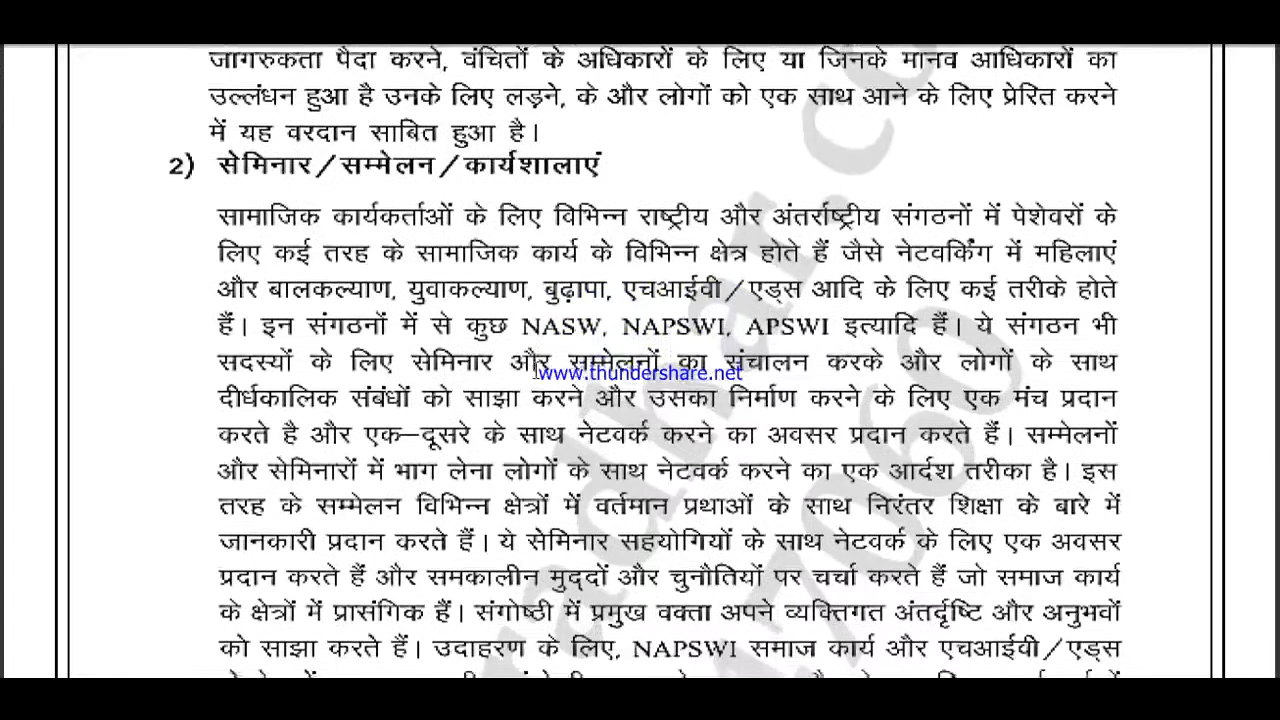 जागरुकता पैदा करने, वंचितों के अधिकारों के लिए या जिनके मानव आधिकारों का
उल्लंधन हुआ है उनके लिए लड़ने, के और लोगों को एक साथ आने के लिए प्रेरित करने
में यह वरदान साबित हुआ है।
2) सेमिनार/सम्मेलन/कार्यशालाएं
सामाजिक कार्यकर्ताओं के लिए विभिन्न राष्ट्रीय और अंतर्राष्ट्रीय संगठनों में पेशेवरों के
लिए कई तरह के सामाजिक कार्य के विभिन्न क्षेत्र होते हैं जैसे नेटवर्किंग में महिलाएं
और बालकल्याण, युवाकल्याण, बुढ़ापा, एचआईवी/एड्स आदि के लिए कई तरीके होते
हैं। इन संगठनों में से कुछ NASW, NAPSWI, APSWI इत्यादि हैं। ये संगठन भी
सदस्यों के लिए सेमिनार और सम्मेलनों का संचालन करके और लोगों के साथ
www.thundershare.net
दीर्धकालिक संबंधों को साझा करने और उसका निर्माण करने के लिए एक मंच प्रदान
करते है और एक–दूसरे के साथ नेटवर्क करने का अवसर प्रदान करते हैं। सम्मेलनों
और सेमिनारों में भाग लेना लोगों के साथ नेटवर्क करने का एक आर्दश तरीका है। इस
तरह के सम्मेलन विभिन्न क्षेत्रों में वर्तमान प्रथाओं के साथ निरंतर शिक्षा के बारे में
जानकारी प्रदान करते हैं। ये सेमिनार सहयोगियों के साथ नेटवर्क के लिए एक अवसर
प्रदान करते हैं और समकालीन मुद्दों और चुनौतियों पर चर्चा करते हैं जो समाज कार्य
के क्षेत्रों में प्रासंगिक हैं। संगोष्ठी में प्रमुख वक्ता अपने व्यक्तिगत अंतर्दृष्टि और अनुभवों
को साझा करते हैं। उदाहरण के लिए, NAPSWI समाज कार्य और एचआईवी/एड्स